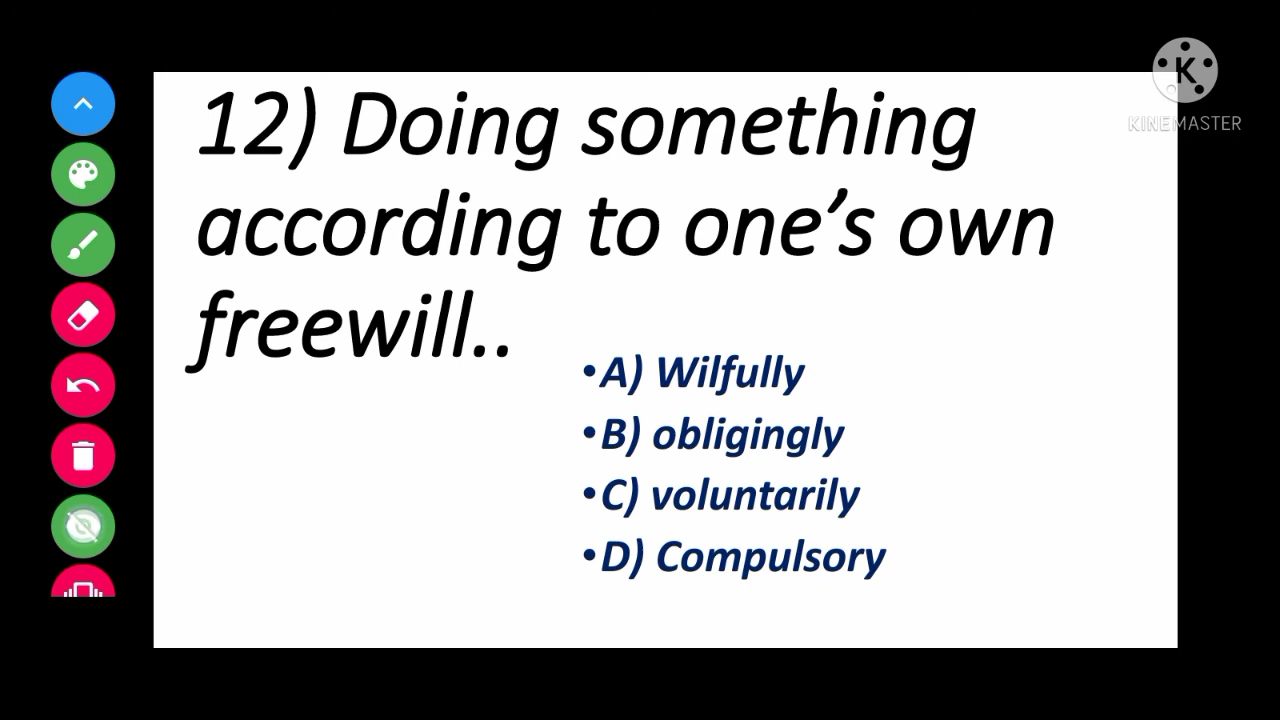 12) Doing something
according to one’s own
freewill..
•A) Wilfully
•B) obligingly
•C) voluntarily
•D) Compulsory
K
KINEMASTER